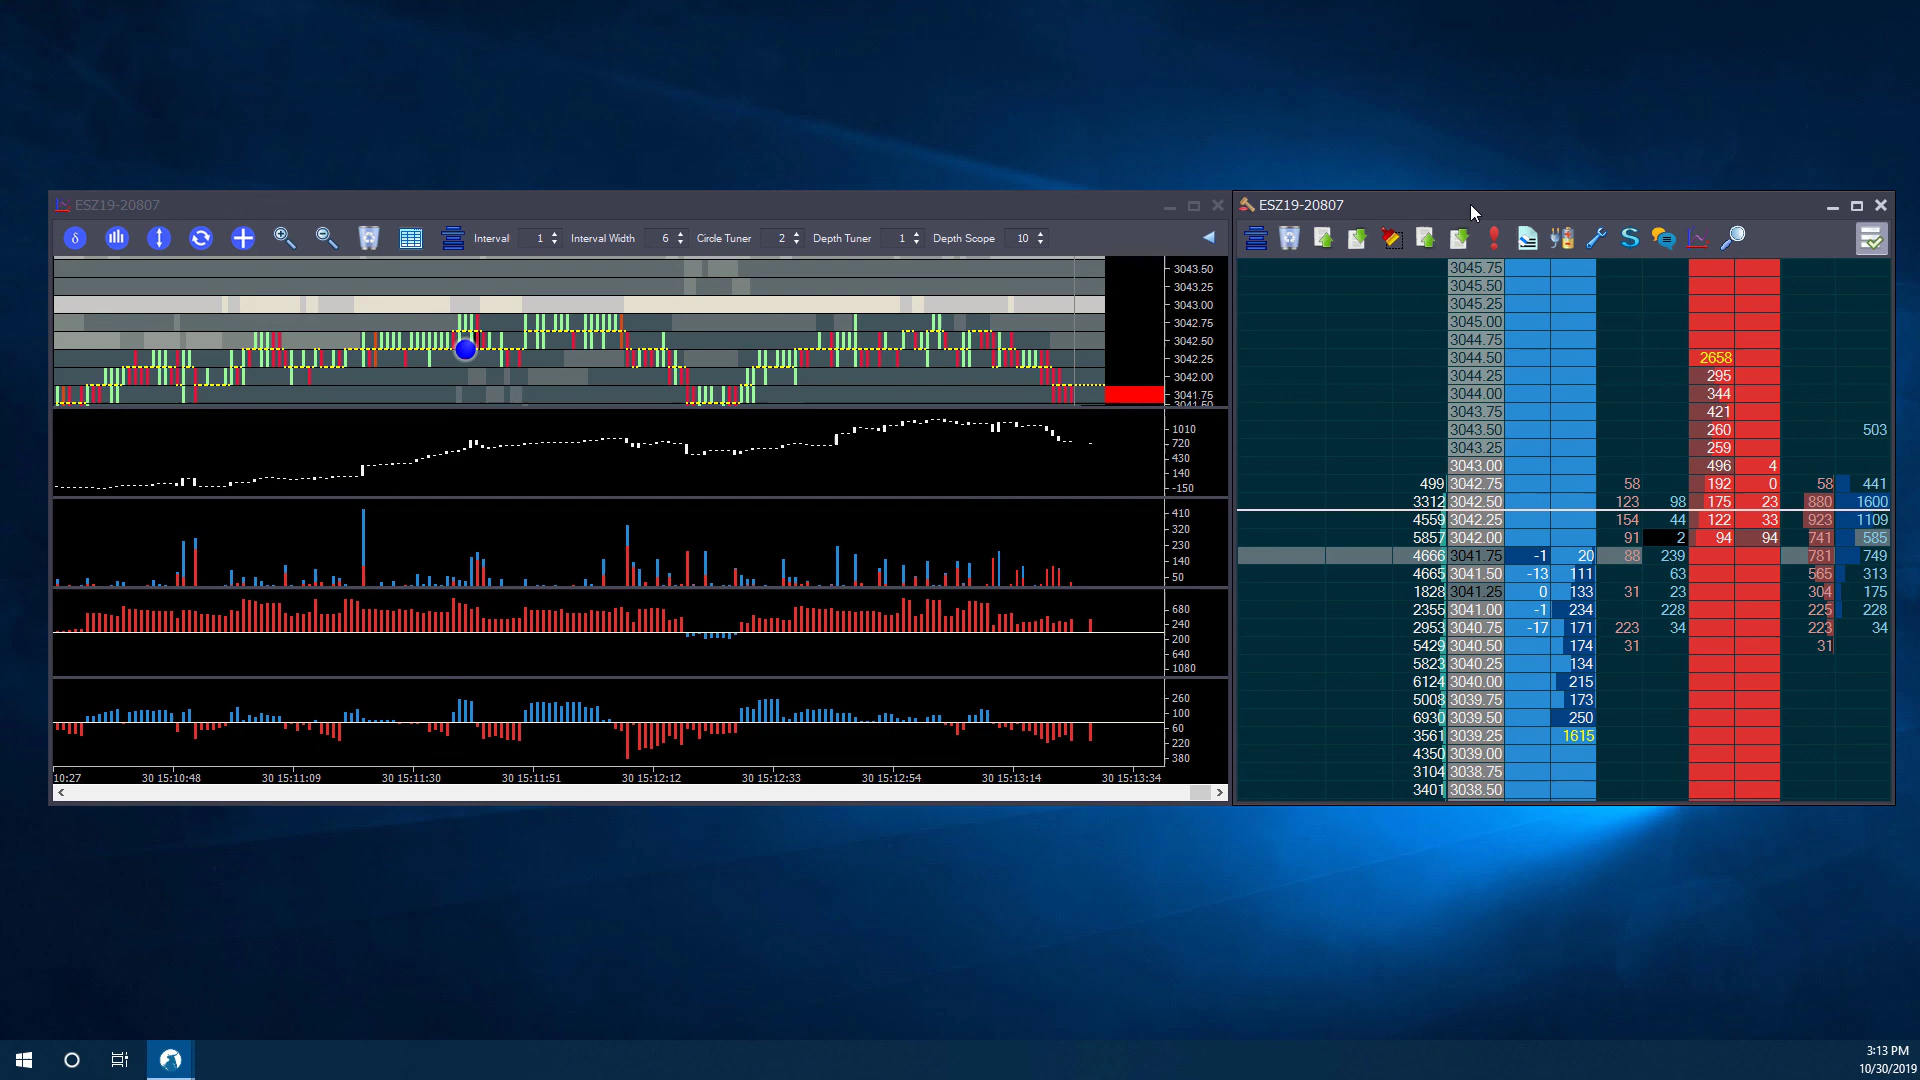 ESZ19-20807
Interval 1 Interval Width 6 Circle Tuner 2 Depth Tuner 1 Depth Scope 10
3043.50
3043.25
3043.00
3042.75
3042.50
3042.25
3042.00
3041.75
3041.50
1010
720
430
140
-150
410
320
230
140
50
680
240
200
640
1080
260
100
60
220
380
10:27 30 15:10:48 30 15:11:09 30 15:11:30 30 15:11:51 30 15:12:12 30 15:12:33 30 15:12:54 30 15:13:14 30 15:13:34
ESZ19-20807
3045.75
3045.50
3045.25
3045.00
3044.75
3044.50 2658
3044.25 295
3044.00 344
3043.75 421
3043.50 260 503
3043.25 259
3043.00 496 4
499 3042.75 58 192 0 58 441
3312 3042.50 123 98 175 23 880 1600
4559 3042.25 154 44 122 33 923 1109
5857 3042.00 91 2 94 94 741 585
4666 3041.75 -1 20 88 239 781 749
4665 3041.50 -13 111 63 565 313
1828 3041.25 0 133 31 23 304 175
2355 3041.00 -1 234 228 225 228
2953 3040.75 -17 171 223 34 223 34
5429 3040.50 174 31 31
5823 3040.25 134
6124 3040.00 215
5008 3039.75 173
6930 3039.50 250
3561 3039.25 1615
4350 3039.00
3104 3038.75
3401 3038.50
3:13 PM
10/30/2019